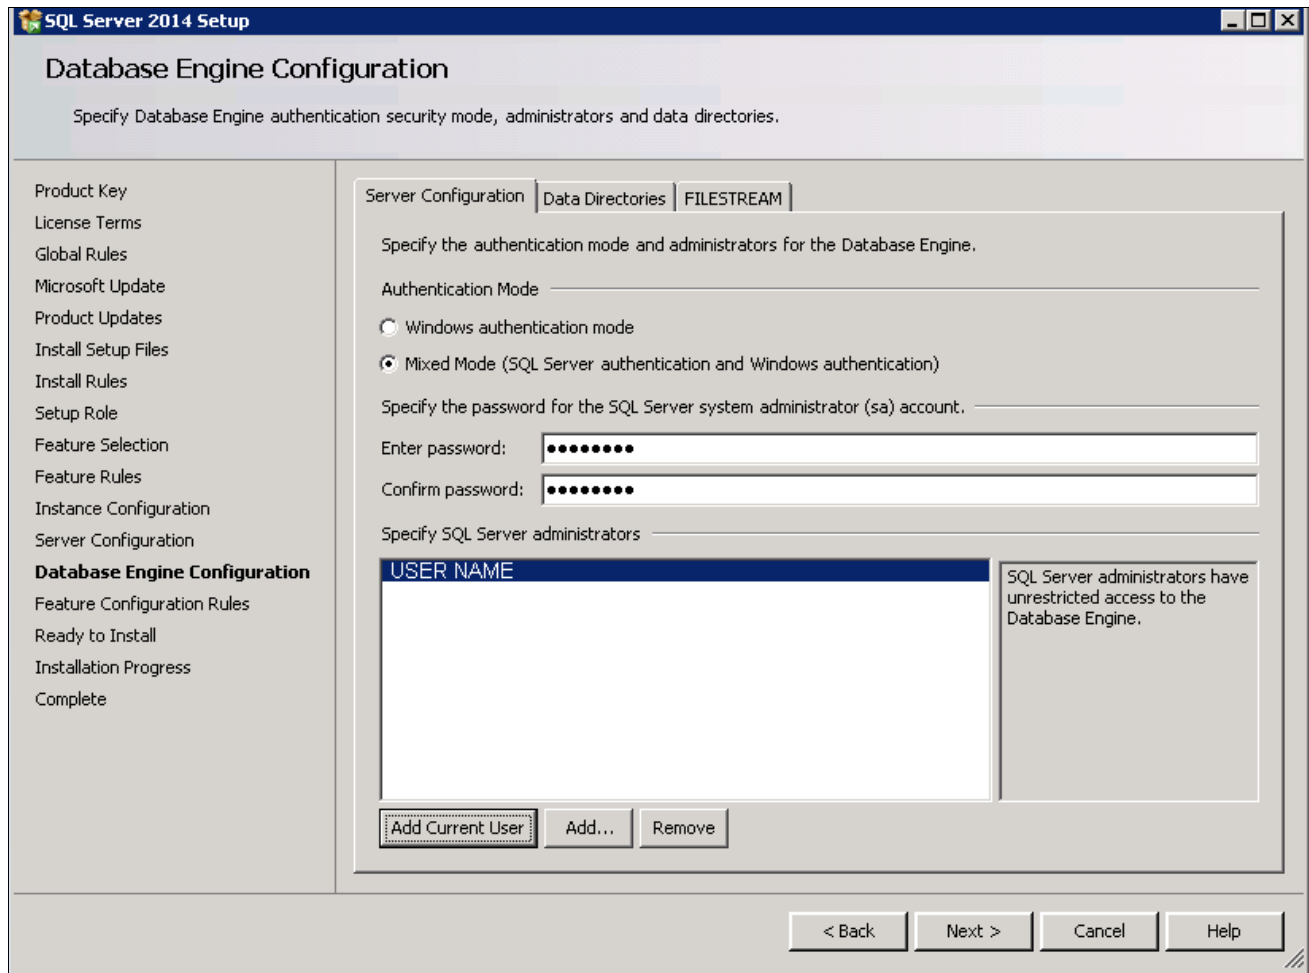 SQL Server 2014 Setup
Database Engine Configuration
Specify Database Engine authentication security mode, administrators and data directories.
Product Key
License Terms
Global Rules
Microsoft Update
Product Updates
Install Setup Files
Install Rules
Setup Role
Feature Selection
Feature Rules
Instance Configuration
Server Configuration
Database Engine Configuration
Feature Configuration Rules
Ready to Install
Installation Progress
Complete
Server Configuration Data Directories FILESTREAM
Specify the authentication mode and administrators for the Database Engine.
Authentication Mode
Windows authentication mode
Mixed Mode (SQL Server authentication and Windows authentication)
Specify the password for the SQL Server system administrator (sa) account.
Enter password: ●●●●●●●●
Confirm password: ●●●●●●●●
Specify SQL Server administrators
USER NAME
SQL Server administrators have
unrestricted access to the
Database Engine.
Add Current User Add... Remove
< Back Next > Cancel Help